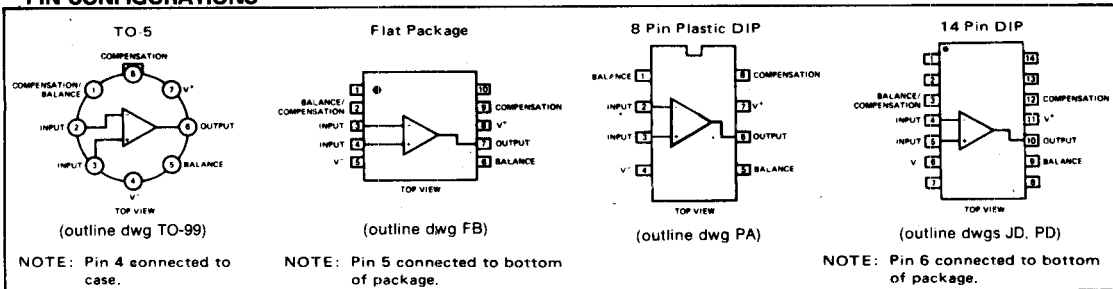 PIN CONFIGURATIONS
TO-5
COMPENSATION
8
COMPENSATION/
BALANCE
1
7
V+
INPUT
2
6
OUTPUT
INPUT
3
5
BALANCE
4
V-
TOP VIEW
(outline dwg TO-99)
NOTE: Pin 4 connected to
case.
Flat Package
1
10
BALANCE/
COMPENSATION
2
9
COMPENSATION
INPUT
3
8
V+
INPUT
4
7
OUTPUT
V-
5
6
BALANCE
TOP VIEW
(outline dwg FB)
NOTE: Pin 5 connected to bottom
of package.
8 Pin Plastic DIP
BALANCE
1
8
COMPENSATION
INPUT
2
7
V+
INPUT
3
6
OUTPUT
V-
4
5
BALANCE
TOP VIEW
(outline dwg PA)
14 Pin DIP
1
14
2
13
BALANCE/
COMPENSATION
3
12
COMPENSATION
INPUT
4
11
V+
INPUT
5
10
OUTPUT
V
6
9
BALANCE
7
8
TOP VIEW
(outline dwgs JD, PD)
NOTE: Pin 6 connected to bottom
of package.